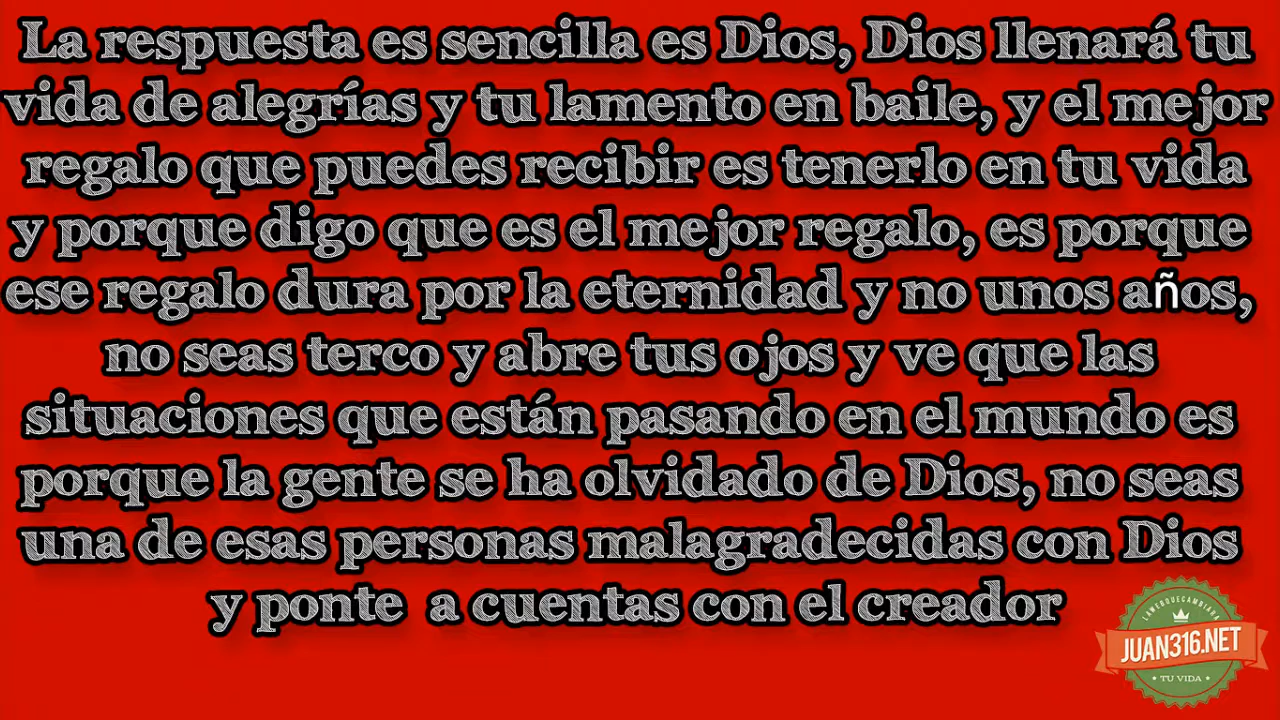 La respuesta es sencilla es Dios, Dios llenará tu
vida de alegrías y tu lamento en baile, y el mejor
regalo que puedes recibir es tenerlo en tu vida
y porque digo que es el mejor regalo, es porque
ese regalo dura por la eternidad y no unos años,
no seas terco y abre tus ojos y ve que las
situaciones que están pasando en el mundo es
porque la gente se ha olvidado de Dios, no seas
una de esas personas malagradecidas con Dios
y ponte a cuentas con el creador
LAWEBQUECAMBIARA
JUAN316.NET
TU VIDA